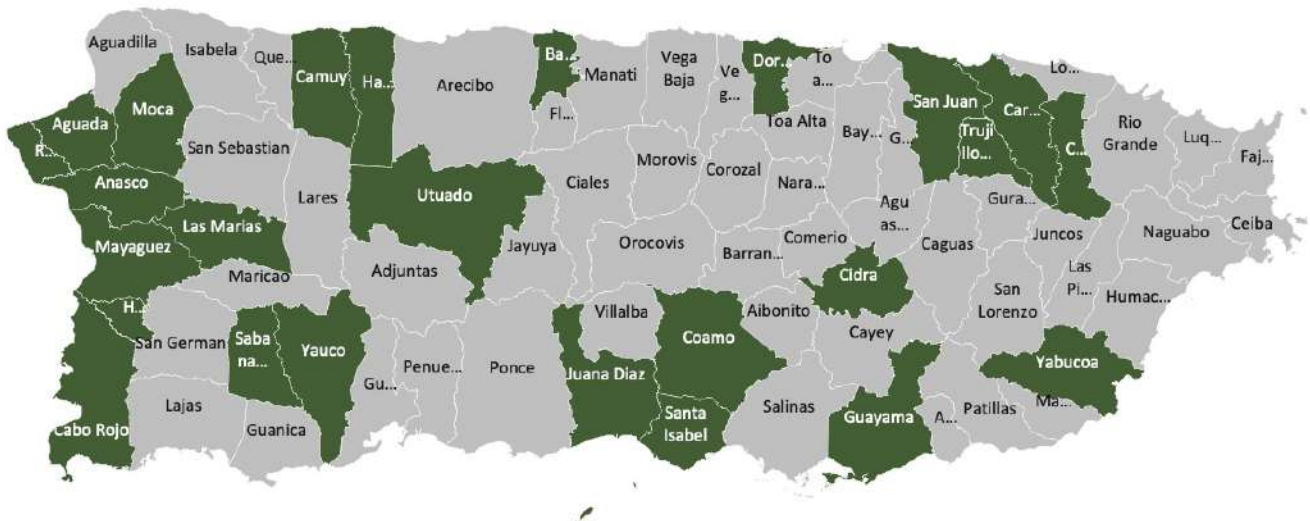 Aguadilla
Isabela
Que
...
Camuy
Ha
...
Arecibo
Ba
...
Manati
Vega
Baja
Ve
g...
Dor
...
To
a...
Lo
...
San Juan
Car
...
Moca
Aguada
R
...
Fl
...
Toa Alta
Bay
...
G
...
Truji
llo...
C
...
Rio
Grande
Luq
...
Faj
...
San Sebastian
Anasco
Lares
Utuado
Ciales
Morovis
Corozal
Nara
...
Agu
as...
Gura
...
Las Marias
Mayaguez
Maricao
Adjuntas
Jayuya
Orocovis
Barran
...
Comerio
Caguas
Juncos
Naguabo
Ceiba
Cidra
Las
Pi...
San
Lorenzo
Humac
...
H
...
San German
Saba
na...
Yauco
Villalba
Coamo
Aibonito
Cayey
Gu
...
Penue
...
Ponce
Juana Diaz
Yabucoa
Cabo Rojo
Lajas
Guanica
Santa
Isabel
Salinas
Guayama
A
...
Patillas
Ma
...